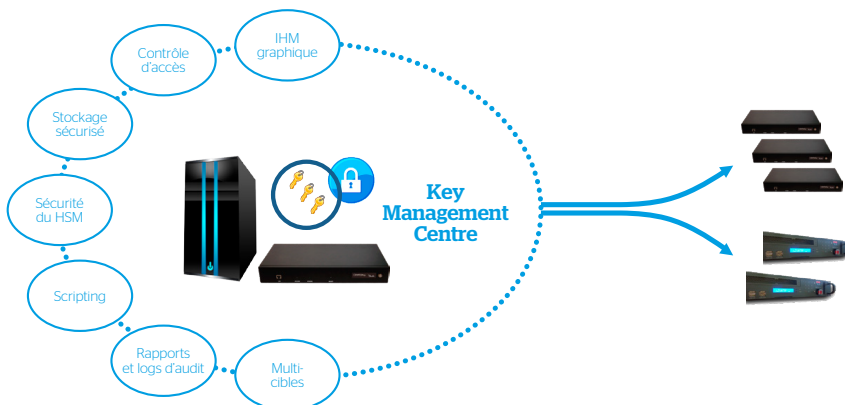 IHM
graphique
Contrôle
d'accès
Stockage
sécurisé
Sécurité
du HSM
Scripting
Rapports
et logs d'audit
Multi-
cibles
Key
Management
Centre